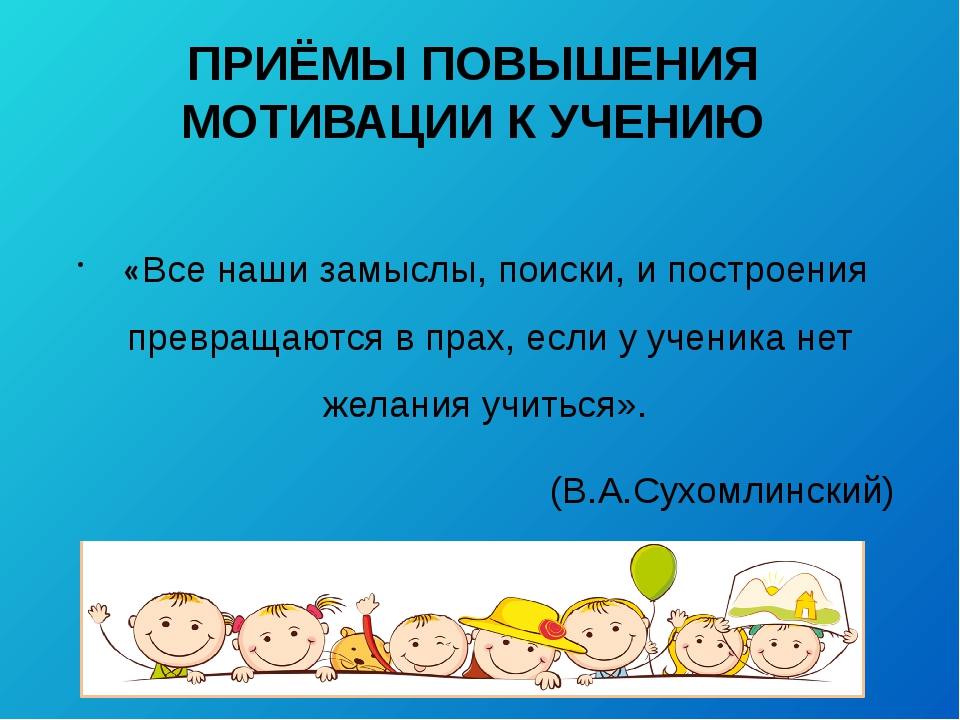 ПРИЁМЫ ПОВЫШЕНИЯ
МОТИВАЦИИ К УЧЕНИЮ
• «Все наши замыслы, поиски, и построения
превращаются в прах, если у ученика нет
желания учиться».
(В.А.Сухомлинский)